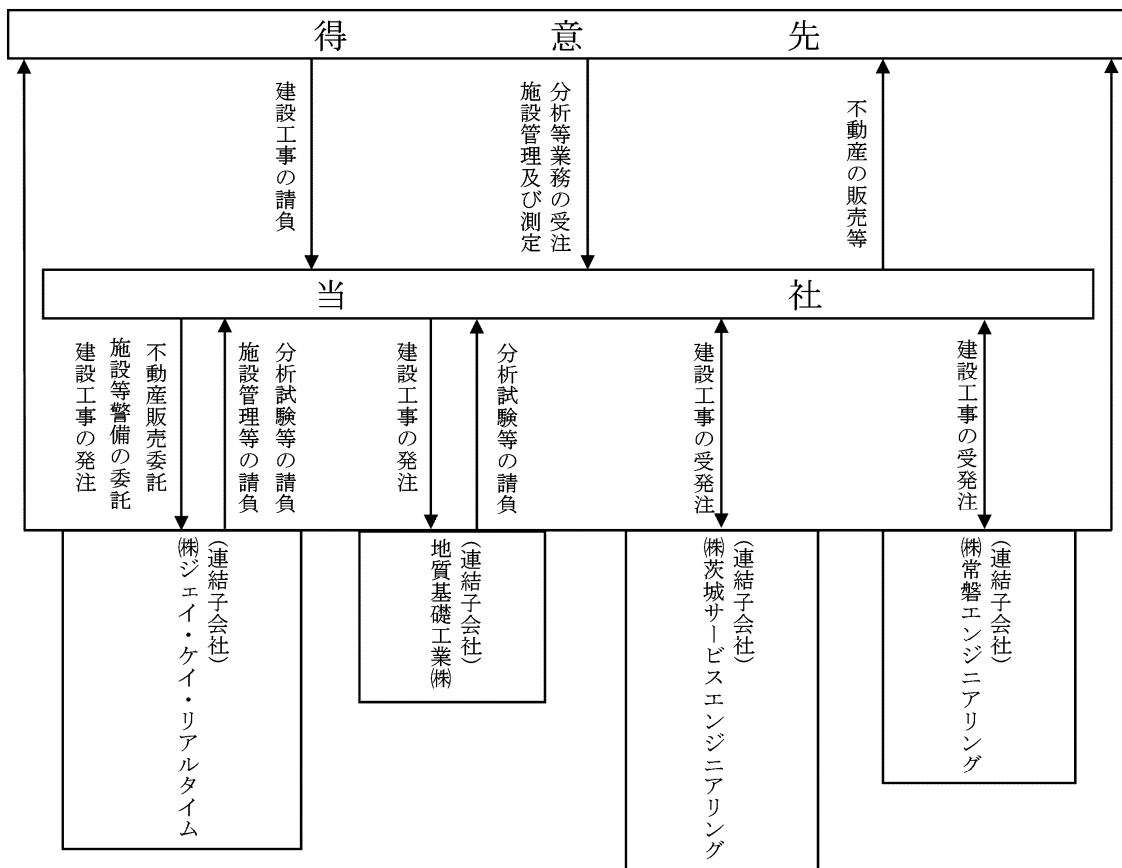 得意先
建設工事の請負
分析等業務の受注
施設管理及び測定
不動産の販売等
当社
不動産販売委託
施設等警備の委託
建設工事の発注
分析試験等の請負
施設管理等の請負
建設工事の発注
分析試験等の請負
建設工事の受発注
建設工事の受発注
(連結子会社)
㈱ジェイ・ケイ・リアルタイム
(連結子会社)
地質基礎工業㈱
(連結子会社)
㈱茨城サービスエンジニアリング
(連結子会社)
㈱常磐エンジニアリング